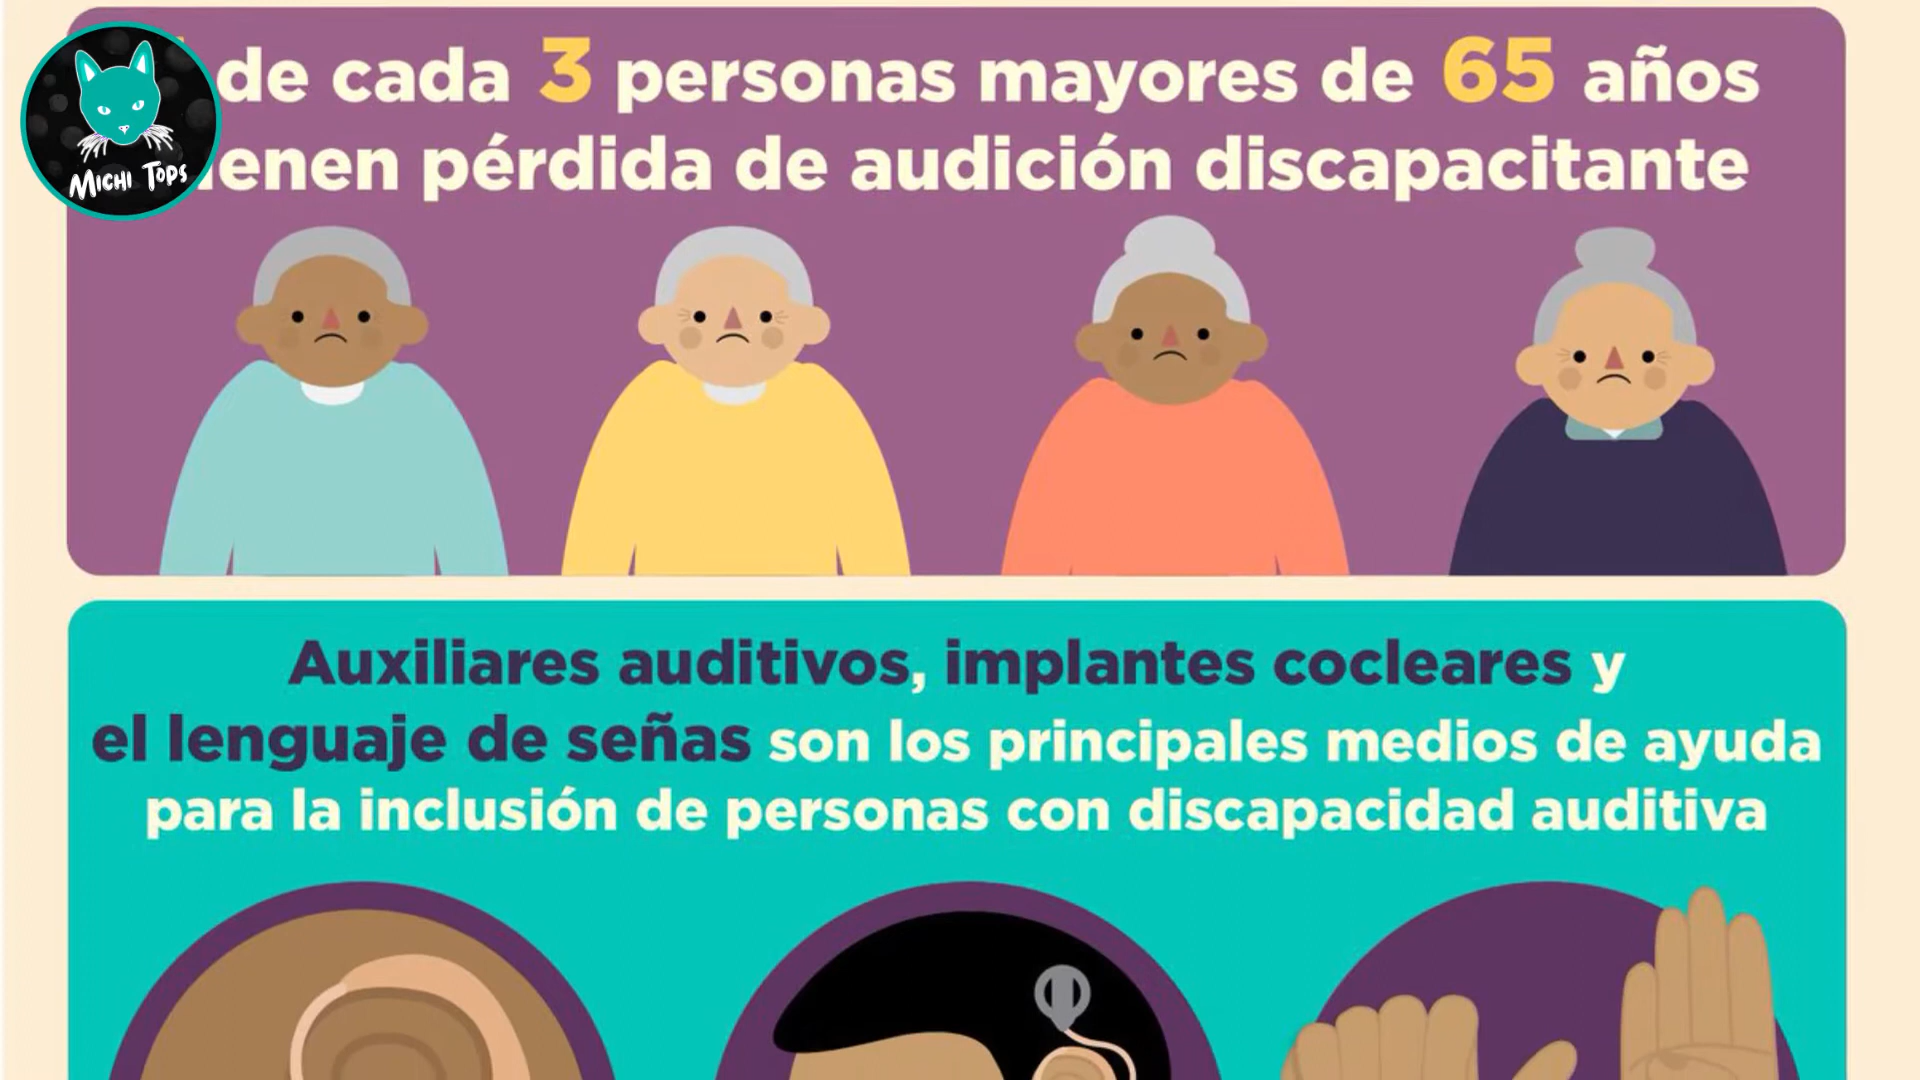 MICHI TOPS
de cada 3 personas mayores de 65 años
enen pérdida de audición discapacitante
Auxiliares auditivos, implantes cocleares y
el lenguaje de señas son los principales medios de ayuda
para la inclusión de personas con discapacidad auditiva